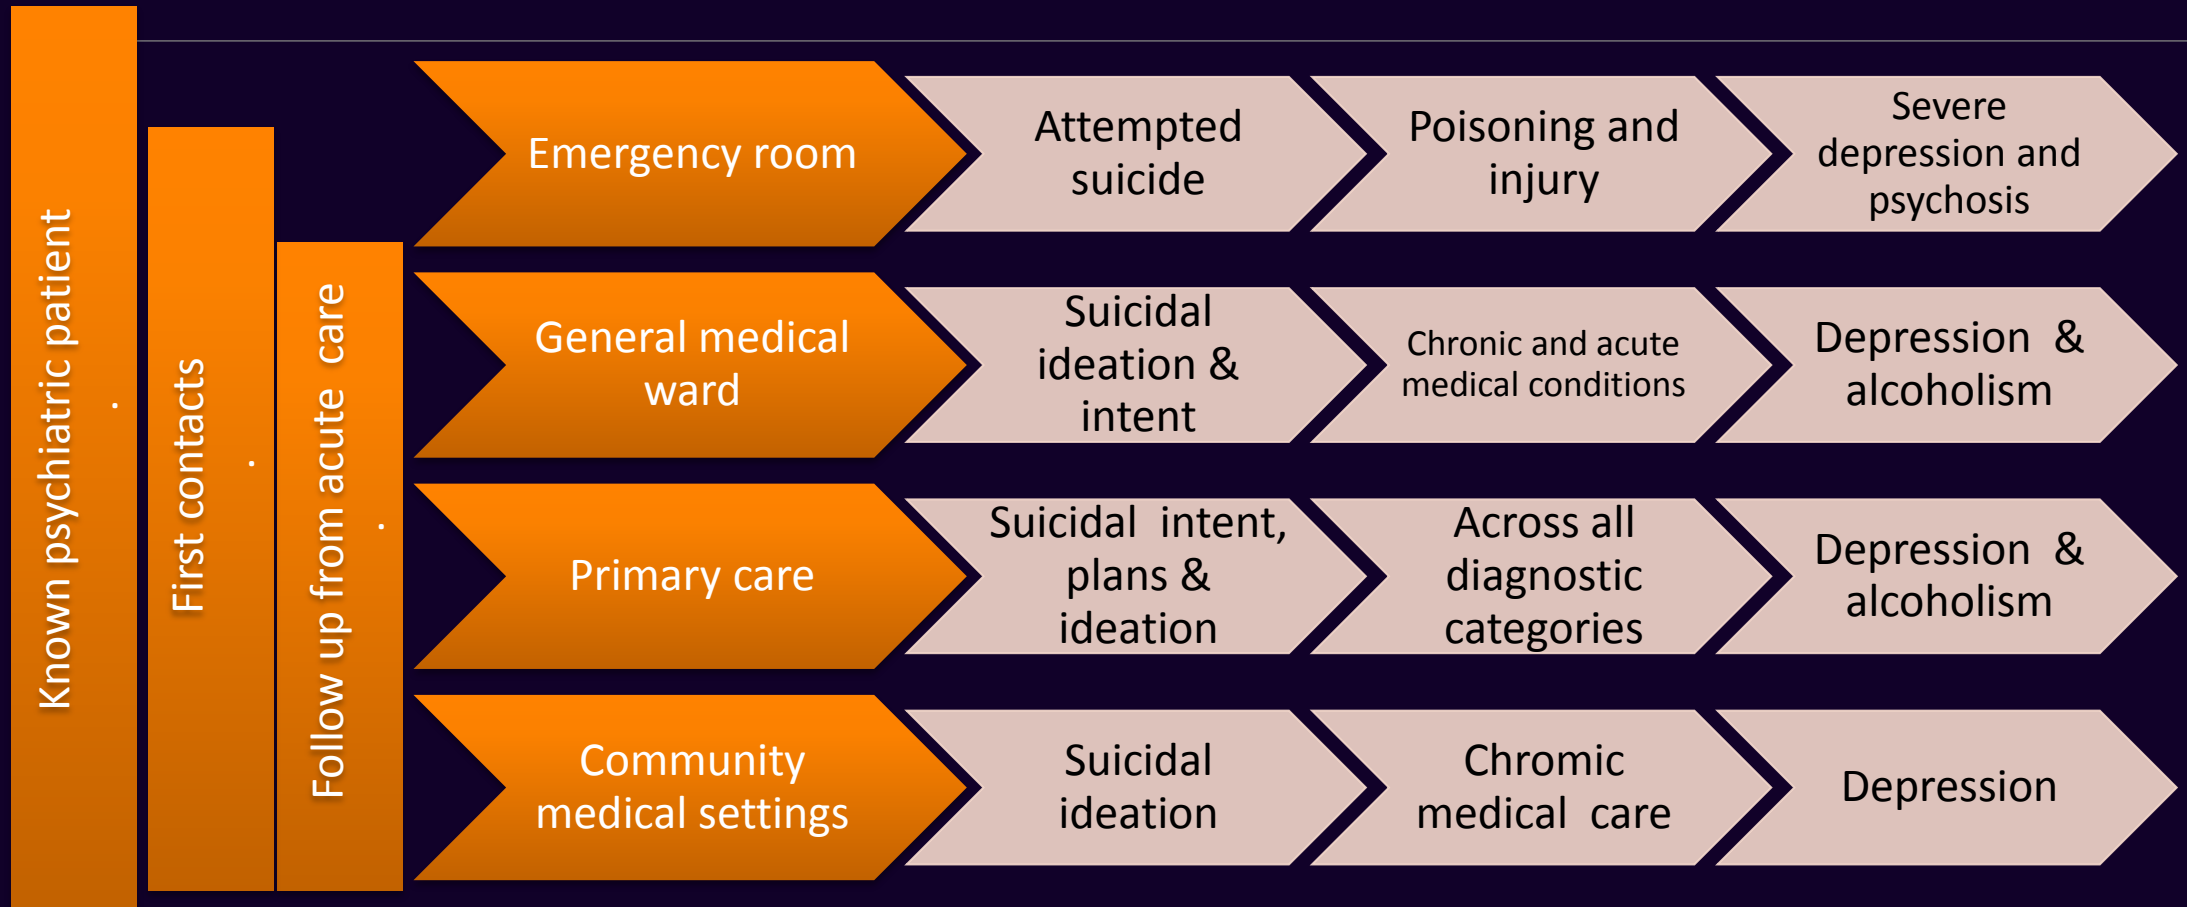 Known psychiatric patient
.
First contacts
.
Follow up from acute  care
.
Emergency room
Attempted
suicide
Poisoning and
injury
Severe
depression and
psychosis
General medical
ward
Suicidal
ideation &
intent
Chronic and acute
medical conditions
Depression  &
alcoholism
Primary care
Suicidal  intent,
plans &
ideation
Across all
diagnostic
categories
Depression  &
alcoholism
Community
medical settings
Suicidal
ideation
Chromic
medical  care
Depression